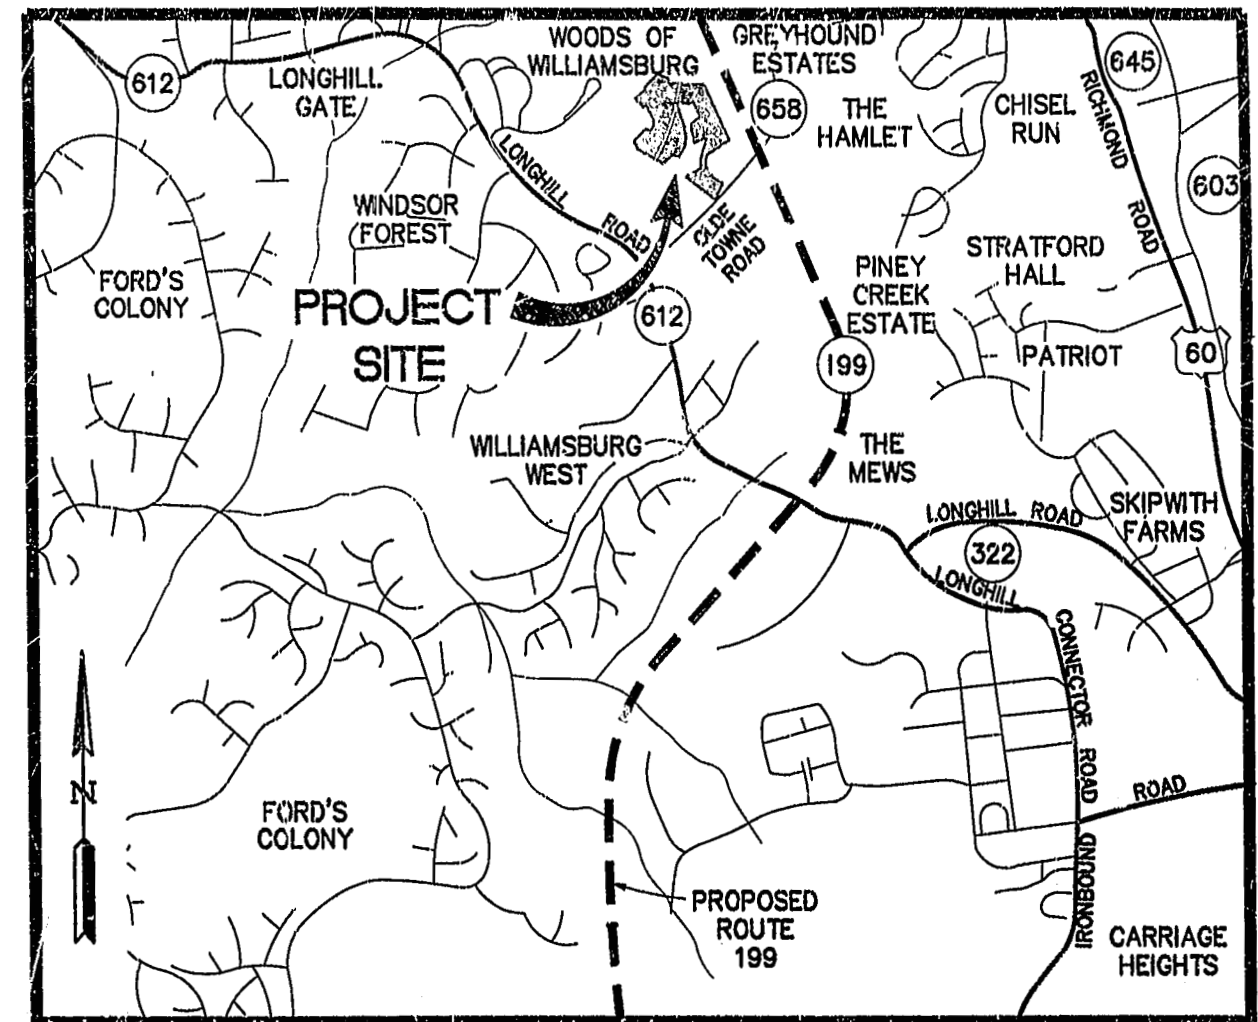 WOODS OF
WILLIAMSBURG
GREYHOUND
ESTATES
645
612
LONGHILL
GATE
658
THE
HAMLET
CHISEL
RUN
RICHMOND
ROAD
603
LONGHILL
ROAD
WINDSOR
FOREST
OLDE
TOWNE
ROAD
STRATFORD
HALL
FORD'S
COLONY
PINEY
CREEK
ESTATE
PROJECT
SITE
612
199
PATRIOT
60
WILLIAMSBURG
WEST
THE
MEWS
LONGHILL ROAD
SKIPWITH
FARMS
322
LONGHILL
CONNECTOR
ROAD
N
ROAD
FORD'S
COLONY
IRONBOUND
PROPOSED
ROUTE
199
CARRIAGE
HEIGHTS